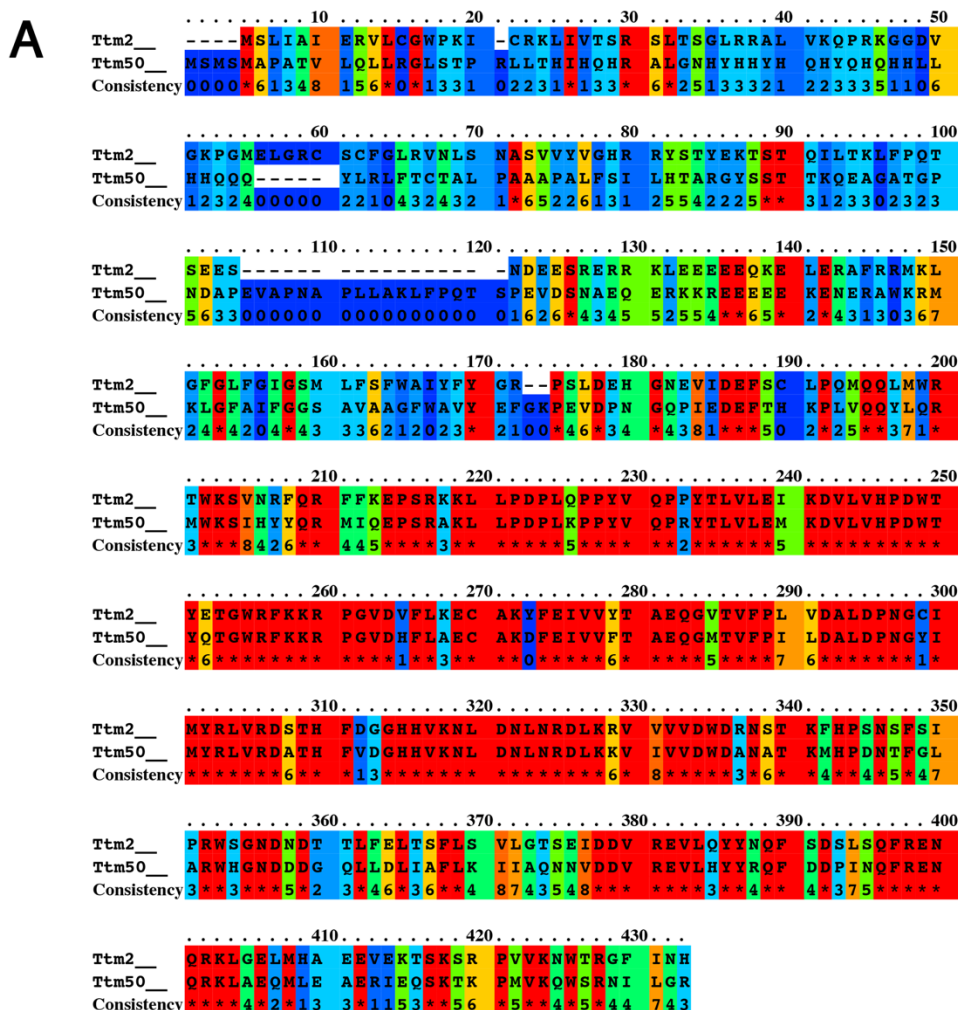 A
. . . . . . . . . 10 . . . . . . . . . 20 . . . . . . . . . 30 . . . . . . . . . 40 . . . . . . . . . 50
Ttm2__ ----MSLIAI ERVLCGWPKI -CRKLIVTSR SLTSGLRRAL VKQPRKGGDV
Ttm50__ MSMSMAPATV LQLLRGLSTP RLLTHIHQHR ALGNHYHHYH QHYQHQHHLL
Consistency 0000*61348 156*0*1331 02231*133* 6*25133321 2233351106
. . . . . . . . . 60 . . . . . . . . . 70 . . . . . . . . . 80 . . . . . . . . . 90 . . . . . . . . . 100
Ttm2__ GKPGMELGRC SCFGLRVNLS NASVVYVGHR RYSTYEKTST QILTKLFPQT
Ttm50__ HHQQQ----- YLRLFTCTAL PAAAPALFSI LHTARGYSST TKQEAGATGP
Consistency 1232400000 2210432432 1*65226131 25542225** 3123302323
. . . . . . . . . 110 . . . . . . . . . 120 . . . . . . . . . 130 . . . . . . . . . 140 . . . . . . . . . 150
Ttm2__ SEES------ ---------- -NDEESRERR KLEEEEEQKE LERAFRRMKL
Ttm50__ NDAPEVAPNA PLLAKLFPQT SPEVDSNAEQ ERKKREEEEE KENERAWKRM
Consistency 5633000000 0000000000 01626*4345 52554**65* 2*43130367
. . . . . . . . . 160 . . . . . . . . . 170 . . . . . . . . . 180 . . . . . . . . . 190 . . . . . . . . . 200
Ttm2__ GFGLFGIGSM LFSFWAIYFY GR--PSLDEH GNEVIDEFSC LPQMQQLMWR
Ttm50__ KLGFAIFGGS AVAAGFWAVY EFGKPEVDPN GQPIEDEFTH KPLVQQYLQR
Consistency 24*4204*43 336212023* 2100*46*34 *4381***50 2*25**371*
. . . . . . . . . 210 . . . . . . . . . 220 . . . . . . . . . 230 . . . . . . . . . 240 . . . . . . . . . 250
Ttm2__ TWKSVNRFQR FFKEPSRKKL LPDPLQPPYV QPPYTLVLEI KDVLVHPDWT
Ttm50__ MWKSIHYYQR MIQEPSRAKL LPDPLKPPYV QPRYTLVLEM KDVLVHPDWT
Consistency 3***8426** 445****3** *****5**** **2******5 **********
. . . . . . . . . 260 . . . . . . . . . 270 . . . . . . . . . 280 . . . . . . . . . 290 . . . . . . . . . 300
Ttm2__ YETGWRFKKR PGVDVFLKEC AKYFEIVVYT AEQGVTVFPL VDALDPNGCI
Ttm50__ YQTGWRFKKR PGVDHFLAEC AKDFEIVVFT AEQGMTVFPI LDALDPNGYI
Consistency *6******** ****1**3** **0*****6* ****5****7 6*******1*
. . . . . . . . . 310 . . . . . . . . . 320 . . . . . . . . . 330 . . . . . . . . . 340 . . . . . . . . . 350
Ttm2__ MYRLVRDSTH FDGGHHVKNL DNLNRDLKRV VVVDWDRNST KFHPSNSFSI
Ttm50__ MYRLVRDATH FVDGHHVKNL DNLNRDLKKV IVVDWDANAT KMHPDNTFGL
Consistency *******6** *13******* ********6* 8*****3*6* *4**4*5*47
. . . . . . . . . 360 . . . . . . . . . 370 . . . . . . . . . 380 . . . . . . . . . 390 . . . . . . . . . 400
Ttm2__ PRWSGNDNDT TLFELTSFLS VLGTSEIDDV REVLQYYNQF SDSLSQFREN
Ttm50__ ARWHGNDDDG QLLDLIAFLK IIAQNNVDDV REVLHYYRQF DDPINQFREN
Consistency 3**3***5*2 3*46*36**4 8743548*** ****3**4** 4*375*****
. . . . . . . . . 410 . . . . . . . . . 420 . . . . . . . . . 430 . . .
Ttm2__ QRKLGELMHA EEVEKTSKSR PVVKNWTRGF INH
Ttm50__ QRKLAEQMLE AERIEQSKTK PMVKQWSRNI LGR
Consistency ****4*2*13 3*1153**56 *5**4*5*44 743